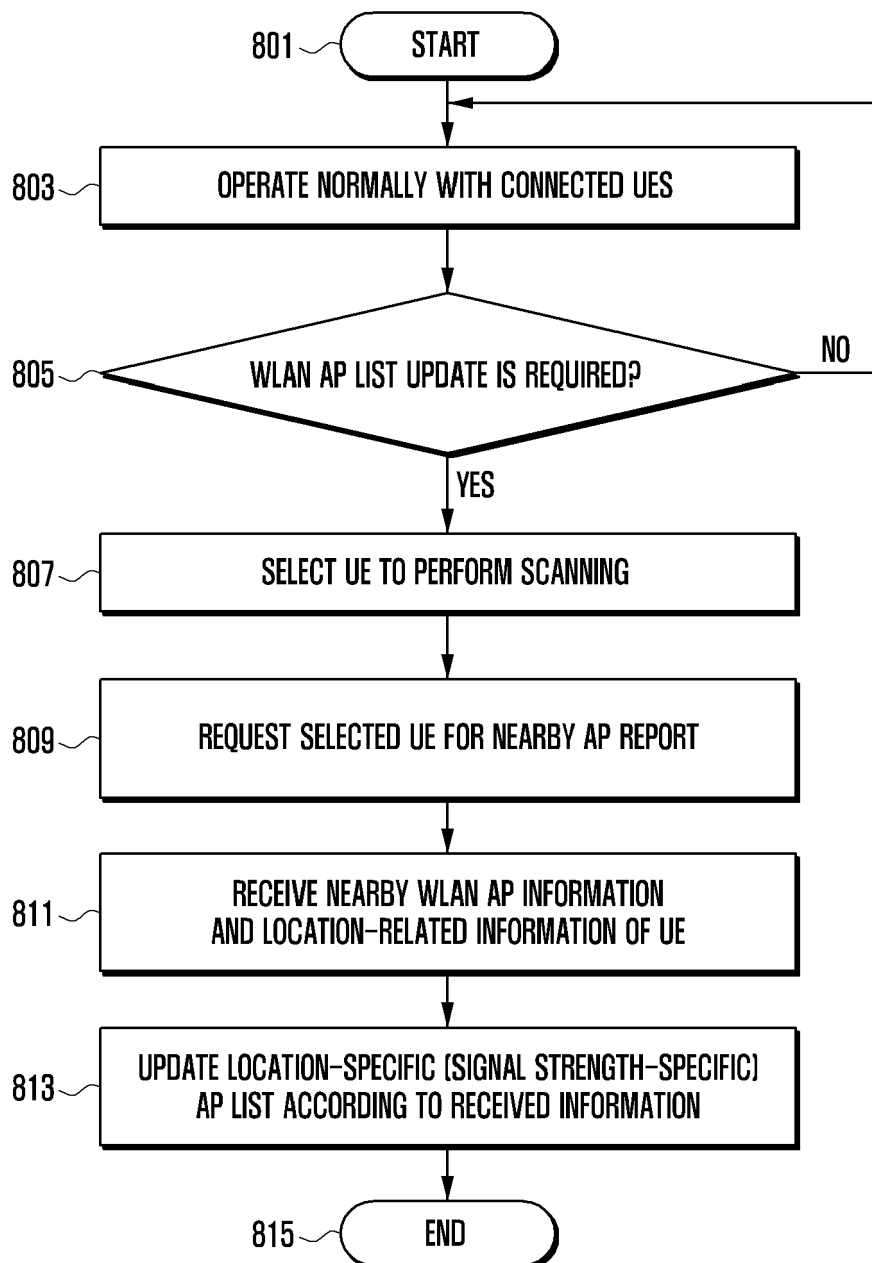 801
START
803
OPERATE NORMALLY WITH CONNECTED UES
805
WLAN AP LIST UPDATE IS REQUIRED?
NO
YES
807
SELECT UE TO PERFORM SCANNING
809
REQUEST SELECTED UE FOR NEARBY AP REPORT
811
RECEIVE NEARBY WLAN AP INFORMATION
AND LOCATION-RELATED INFORMATION OF UE
813
UPDATE LOCATION-SPECIFIC (SIGNAL STRENGTH-SPECIFIC)
AP LIST ACCORDING TO RECEIVED INFORMATION
815
END